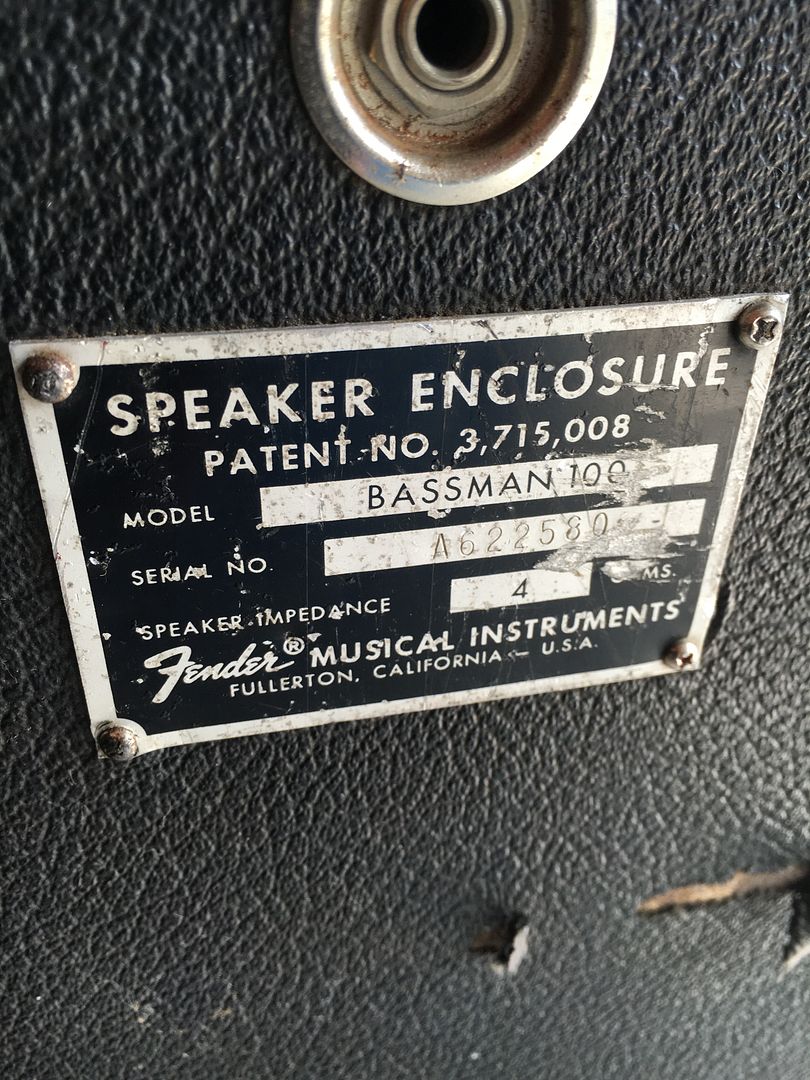 SPEAKER ENCLOSURE
PATENT NO. 3,715,008
MODEL BASSMAN 100
SERIAL NO. A622580
SPEAKER IMPEDANCE 4 OHMS.
Fender® MUSICAL INSTRUMENTS
FULLERTON, CALIFORNIA - U.S.A.